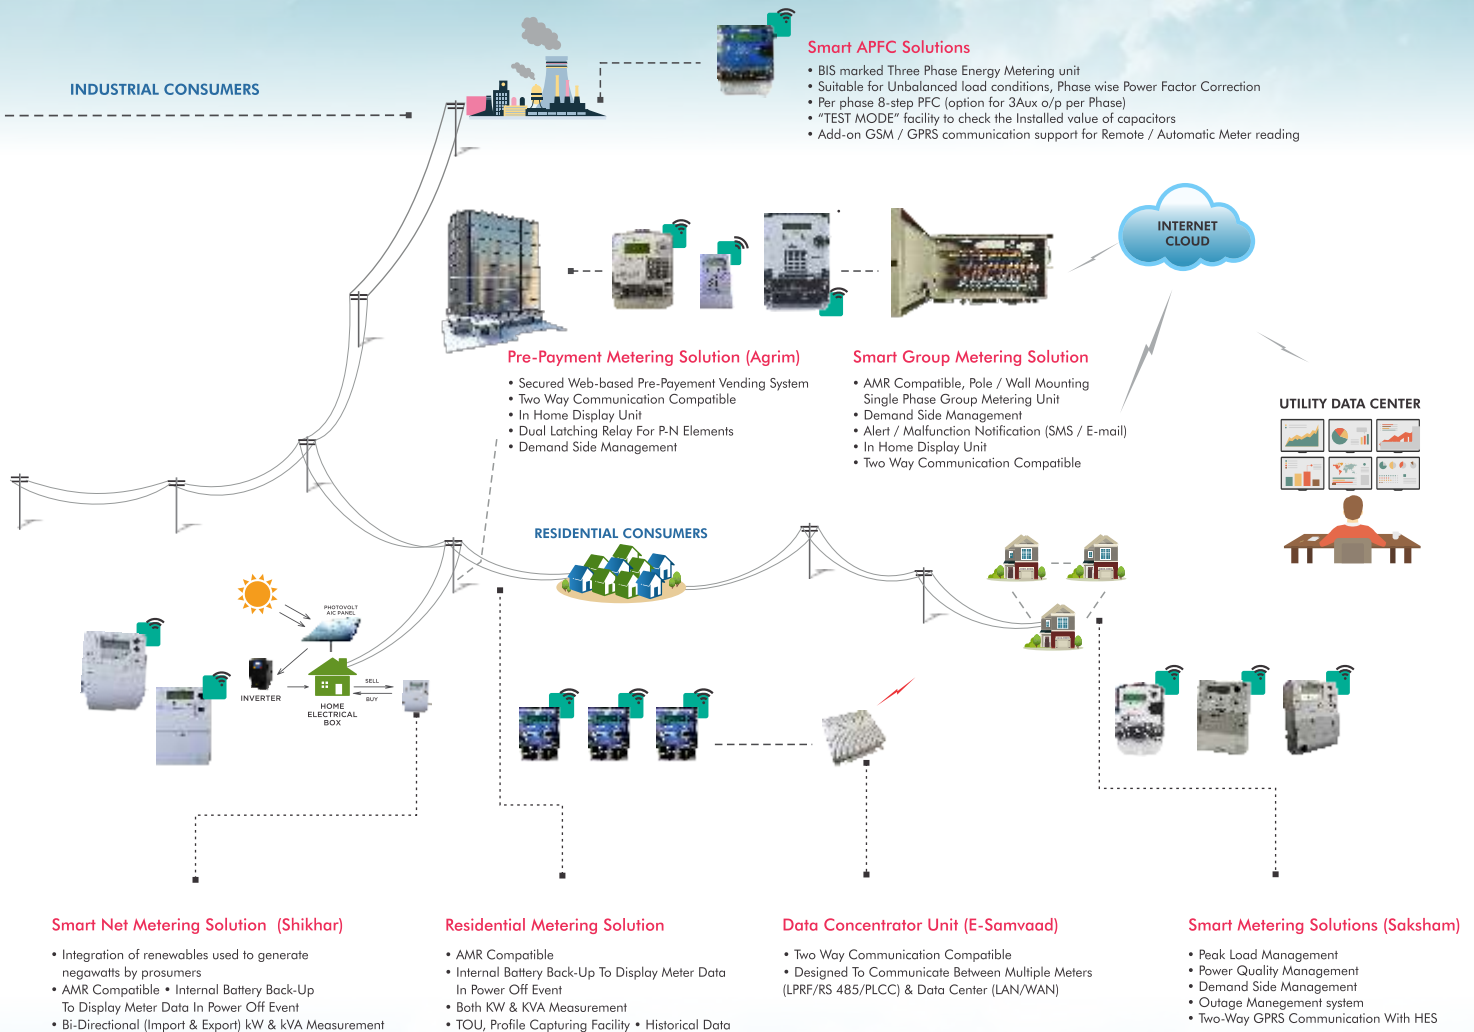 INDUSTRIAL CONSUMERS
Smart APFC Solutions
• BIS marked Three Phase Energy Metering unit
• Suitable for Unbalanced load conditions, Phase wise Power Factor Correction
• Per phase 8-step PFC (option for 3Aux o/p per Phase)
• “TEST MODE” facility to check the Installed value of capacitors
• Add-on GSM / GPRS communication support for Remote / Automatic Meter reading
INTERNET
CLOUD
Pre-Payment Metering Solution (Agrim)
• Secured Web-based Pre-Payement Vending System
• Two Way Communication Compatible
• In Home Display Unit
• Dual Latching Relay For P-N Elements
• Demand Side Management
Smart Group Metering Solution
• AMR Compatible, Pole / Wall Mounting
Single Phase Group Metering Unit
• Demand Side Management
• Alert / Malfunction Notification (SMS / E-mail)
• In Home Display Unit
• Two Way Communication Compatible
UTILITY DATA CENTER
RESIDENTIAL CONSUMERS
PHOTOVOLT
AIC PANEL
INVERTER
SELL
BUY
HOME
ELECTRICAL
BOX
Smart Net Metering Solution (Shikhar)
• Integration of renewables used to generate
negawatts by prosumers
• AMR Compatible • Internal Battery Back-Up
To Display Meter Data In Power Off Event
• Bi-Directional (Import & Export) kW & kVA Measurement
Residential Metering Solution
• AMR Compatible
• Internal Battery Back-Up To Display Meter Data
In Power Off Event
• Both KW & KVA Measurement
• TOU, Profile Capturing Facility • Historical Data
Data Concentrator Unit (E-Samvaad)
• Two Way Communication Compatible
• Designed To Communicate Between Multiple Meters
(LPRF/RS 485/PLCC) & Data Center (LAN/WAN)
Smart Metering Solutions (Saksham)
• Peak Load Management
• Power Quality Management
• Demand Side Management
• Outage Manegement system
• Two-Way GPRS Communication With HES